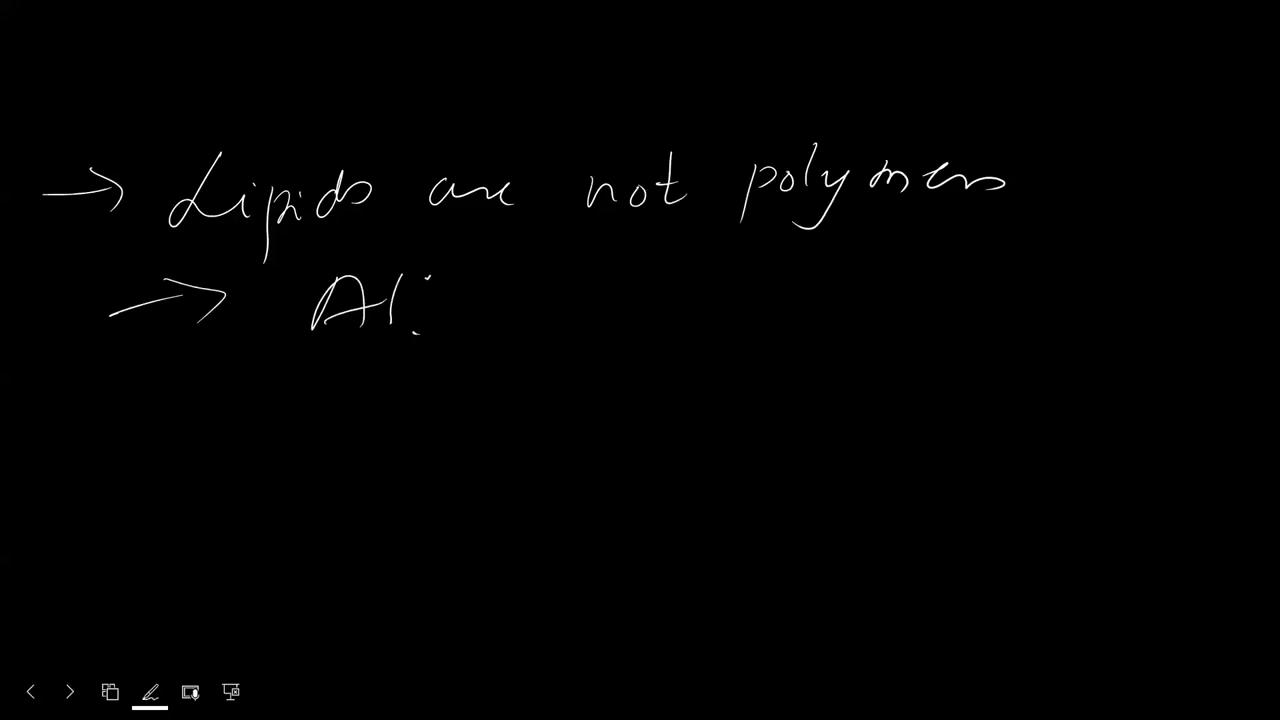 → Lipids are not polymers
→ Al